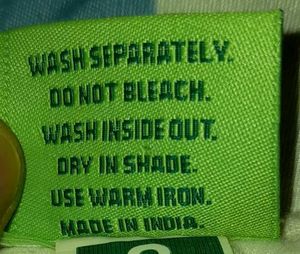 WASH SEPARATELY.
DO NOT BLEACH.
WASH INSIDE OUT.
DRY IN SHADE.
USE WARM IRON.
MADE IN INDIA.